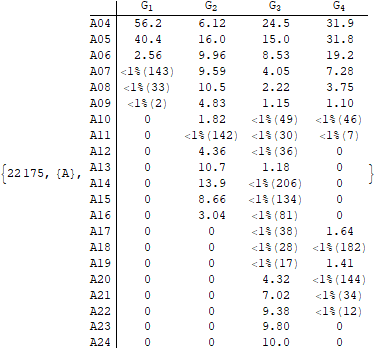 G1 G2 G3 G4
A04 56.2 6.12 24.5 31.9
A05 40.4 16.0 15.0 31.8
A06 2.56 9.96 8.53 19.2
A07 <1%(143) 9.59 4.05 7.28
A08 <1%(33) 10.5 2.22 3.75
A09 <1%(2) 4.83 1.15 1.10
A10 0 1.82 <1%(49) <1%(46)
A11 0 <1%(142) <1%(30) <1%(7)
A12 0 4.36 <1%(36) 0
{22175, {A}, A13 0 10.7 1.18 0 }
A14 0 13.9 <1%(206) 0
A15 0 8.66 <1%(134) 0
A16 0 3.04 <1%(81) 0
A17 0 0 <1%(38) 1.64
A18 0 0 <1%(28) <1%(182)
A19 0 0 <1%(17) 1.41
A20 0 0 4.32 <1%(144)
A21 0 0 7.02 <1%(34)
A22 0 0 9.38 <1%(12)
A23 0 0 9.80 0
A24 0 0 10.0 0